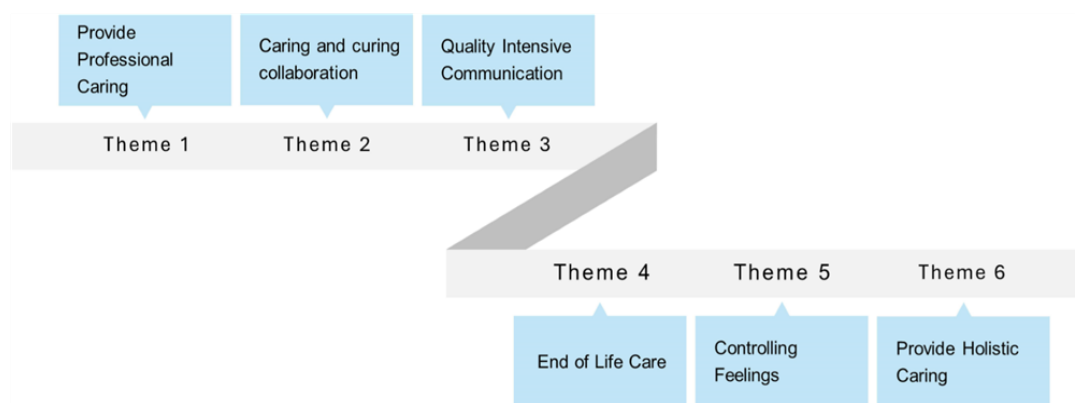 Provide
Professional
Caring
Caring and curing
collaboration
Quality Intensive
Communication
Theme 1
Theme 2
Theme 3
Theme 4
Theme 5
Theme 6
End of Life Care
Controlling
Feelings
Provide Holistic
Caring